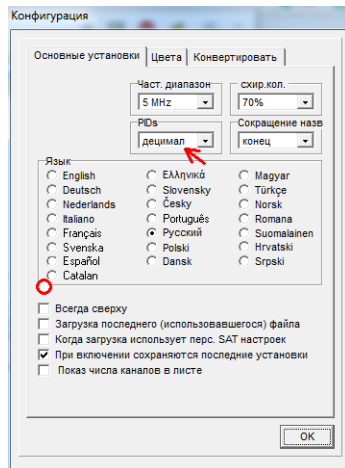 Конфигурация
Основные установки Цвета Конвертировать
Част. диапазон схир.кол.
5 MHz 70%
PIDs Сокращение назв
децимал конец
Язык
English Ελληνικά Magyar
Deutsch Slovensky Türkçe
Nederlands Česky Norsk
Italiano Português Romana
Français Русский Suomalainen
Svenska Polski Hrvatski
Español Dansk Srpski
Catalan
Всегда сверху
Загрузка последнего (использовавшегося) файла
Когда загрузка использует перс. SAT настроек
При включении сохраняются последние установки
Показ числа каналов в листе
OK